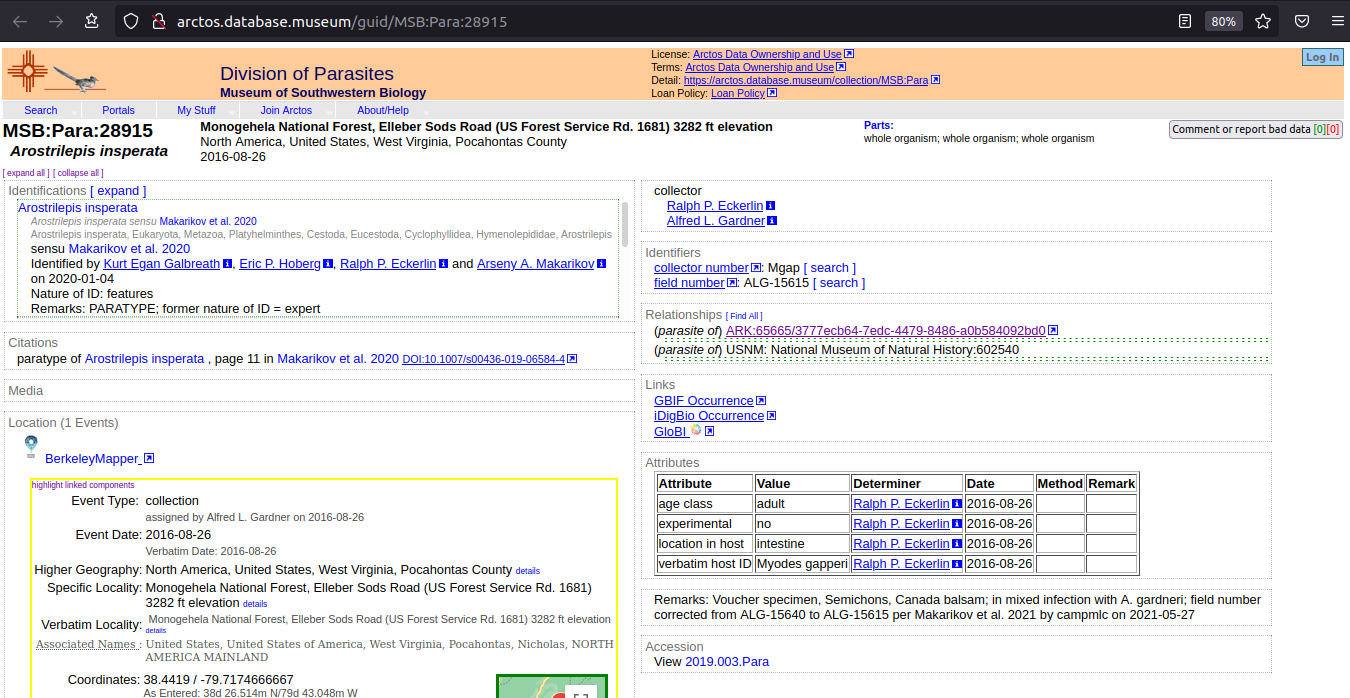 arctos.database.museum/guid/MSB:Para:28915
80%
Division of Parasites
Museum of Southwestern Biology
License: Arctos Data Ownership and Use
Terms: Arctos Data Ownership and Use
Detail: https://arctos.database.museum/collection/MSB:Para
Loan Policy: Loan Policy
Log In
Search Portals My Stuff Join Arctos About/Help
MSB:Para:28915
Arostrilepis insperata
Monogehela National Forest, Elleber Sods Road (US Forest Service Rd. 1681) 3282 ft elevation
North America, United States, West Virginia, Pocahontas County
2016-08-26
Parts:
whole organism; whole organism; whole organism
Comment or report bad data [0][0]
[ expand all ] [ collapse all ]
Identifications [ expand ]
Arostrilepis insperata
Arostrilepis insperata sensu Makarikov et al. 2020
Arostrilepis insperata, Eukaryota, Metazoa, Platyhelminthes, Cestoda, Eucestoda, Cyclophyllidea, Hymenolepididae, Arostrilepis
sensu Makarikov et al. 2020
Identified by Kurt Egan Galbreath, Eric P. Hoberg, Ralph P. Eckerlin and Arseny A. Makarikov
on 2020-01-04
Nature of ID: features
Remarks: PARATYPE; former nature of ID = expert
Citations
paratype of Arostrilepis insperata , page 11 in Makarikov et al. 2020 DOI:10.1007/s00436-019-06584-4
Media
Location (1 Events)
BerkeleyMapper
highlight linked components
Event Type: collection
assigned by Alfred L. Gardner on 2016-08-26
Event Date: 2016-08-26
Verbatim Date: 2016-08-26
Higher Geography: North America, United States, West Virginia, Pocahontas County details
Specific Locality: Monogehela National Forest, Elleber Sods Road (US Forest Service Rd. 1681)
3282 ft elevation details
Verbatim Locality: Monogehela National Forest, Elleber Sods Road (US Forest Service Rd. 1681) 3282 ft elevation
details
Associated Names : United States, United States of America, West Virginia, Pocahontas, Nicholas, NORTH
AMERICA MAINLAND
Coordinates: 38.4419 / -79.7174666667
As Entered: 38d 26.514m N/79d 43.048m W
collector
Ralph P. Eckerlin
Alfred L. Gardner
Identifiers
collector number : Mgap [ search ]
field number : ALG-15615 [ search ]
Relationships [ Find All ]
(parasite of) ARK:65665/3777ecb64-7edc-4479-8486-a0b584092bd0
(parasite of) USNM: National Museum of Natural History:602540
Links
GBIF Occurrence
iDigBio Occurrence
GloBI
Attributes
Attribute Value Determiner Date Method Remark
age class adult Ralph P. Eckerlin 2016-08-26
experimental no Ralph P. Eckerlin 2016-08-26
location in host intestine Ralph P. Eckerlin 2016-08-26
verbatim host ID Myodes gapperi Ralph P. Eckerlin 2016-08-26
Remarks: Voucher specimen, Semichons, Canada balsam; in mixed infection with A. gardneri; field number
corrected from ALG-15640 to ALG-15615 per Makarikov et al. 2021 by campmlc on 2021-05-27
Accession
View 2019.003.Para